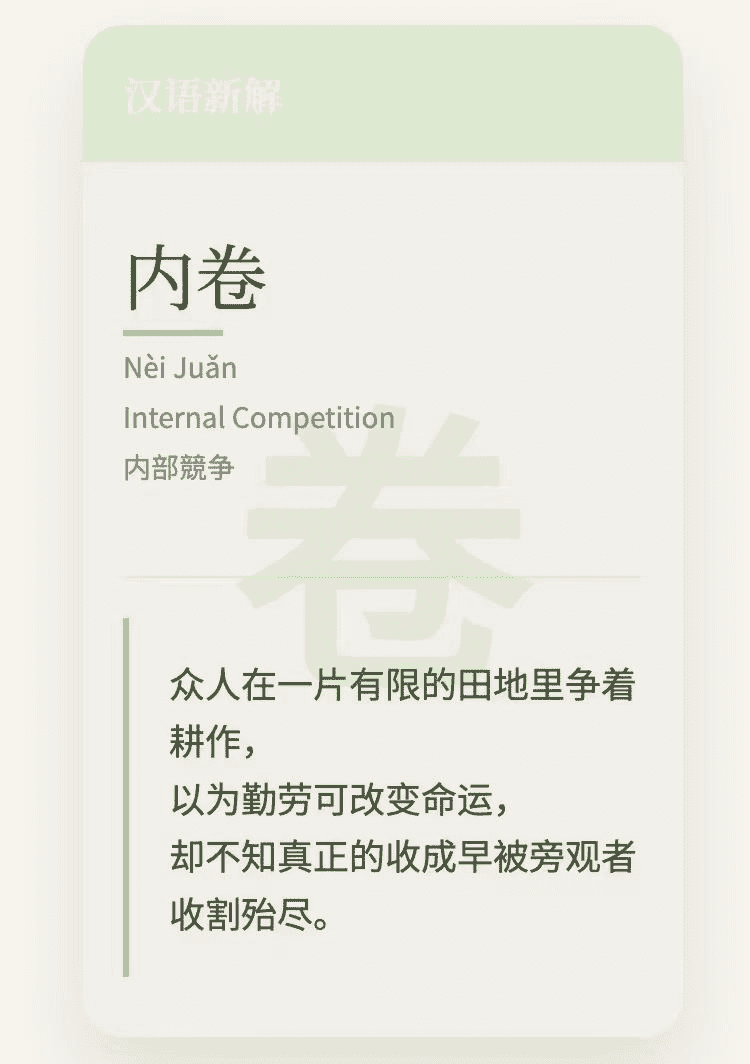 汉语新解
内卷
Nèi Juǎn
Internal Competition
内部競争
卷
众人在一片有限的田地里争着
耕作，
以为勤劳可改变命运，
却不知真正的收成早被旁观者
收割殆尽。